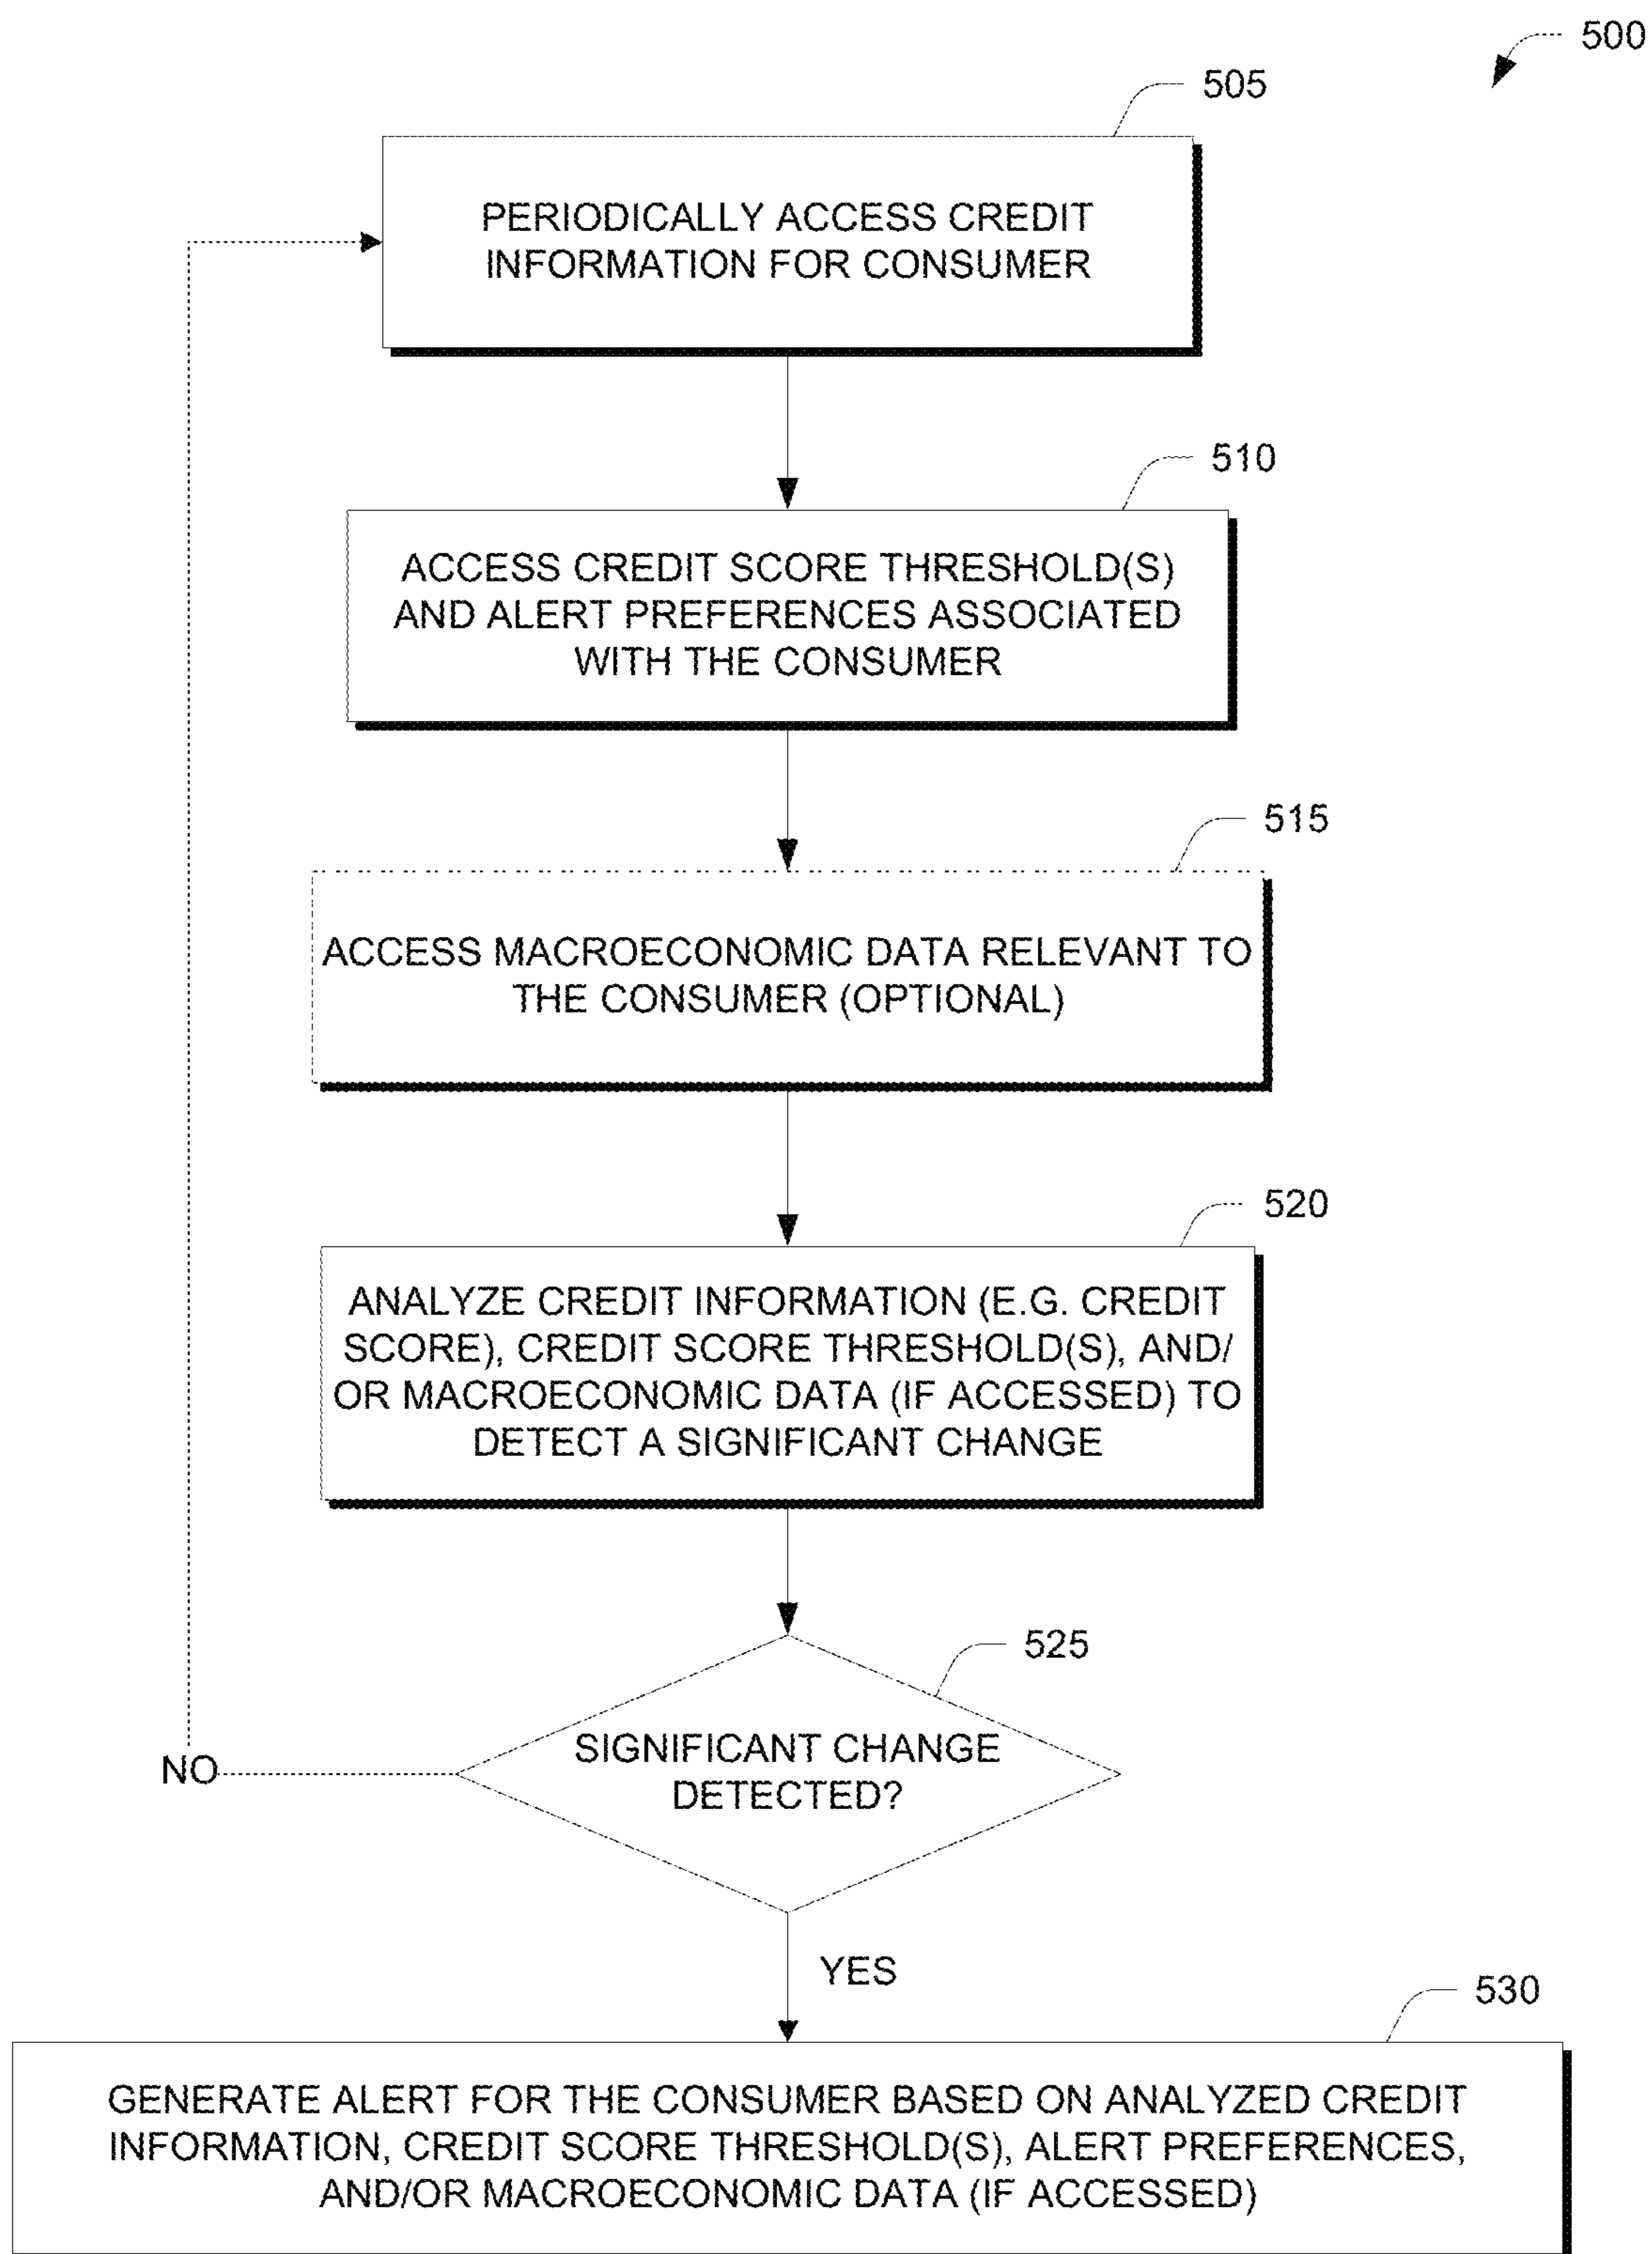 500
505
PERIODICALLY ACCESS CREDIT
INFORMATION FOR CONSUMER
510
ACCESS CREDIT SCORE THRESHOLD(S)
AND ALERT PREFERENCES ASSOCIATED
WITH THE CONSUMER
515
ACCESS MACROECONOMIC DATA RELEVANT TO
THE CONSUMER (OPTIONAL)
520
ANALYZE CREDIT INFORMATION (E.G. CREDIT
SCORE), CREDIT SCORE THRESHOLD(S), AND/
OR MACROECONOMIC DATA (IF ACCESSED) TO
DETECT A SIGNIFICANT CHANGE
525
SIGNIFICANT CHANGE
DETECTED?
NO
YES
530
GENERATE ALERT FOR THE CONSUMER BASED ON ANALYZED CREDIT
INFORMATION, CREDIT SCORE THRESHOLD(S), ALERT PREFERENCES,
AND/OR MACROECONOMIC DATA (IF ACCESSED)